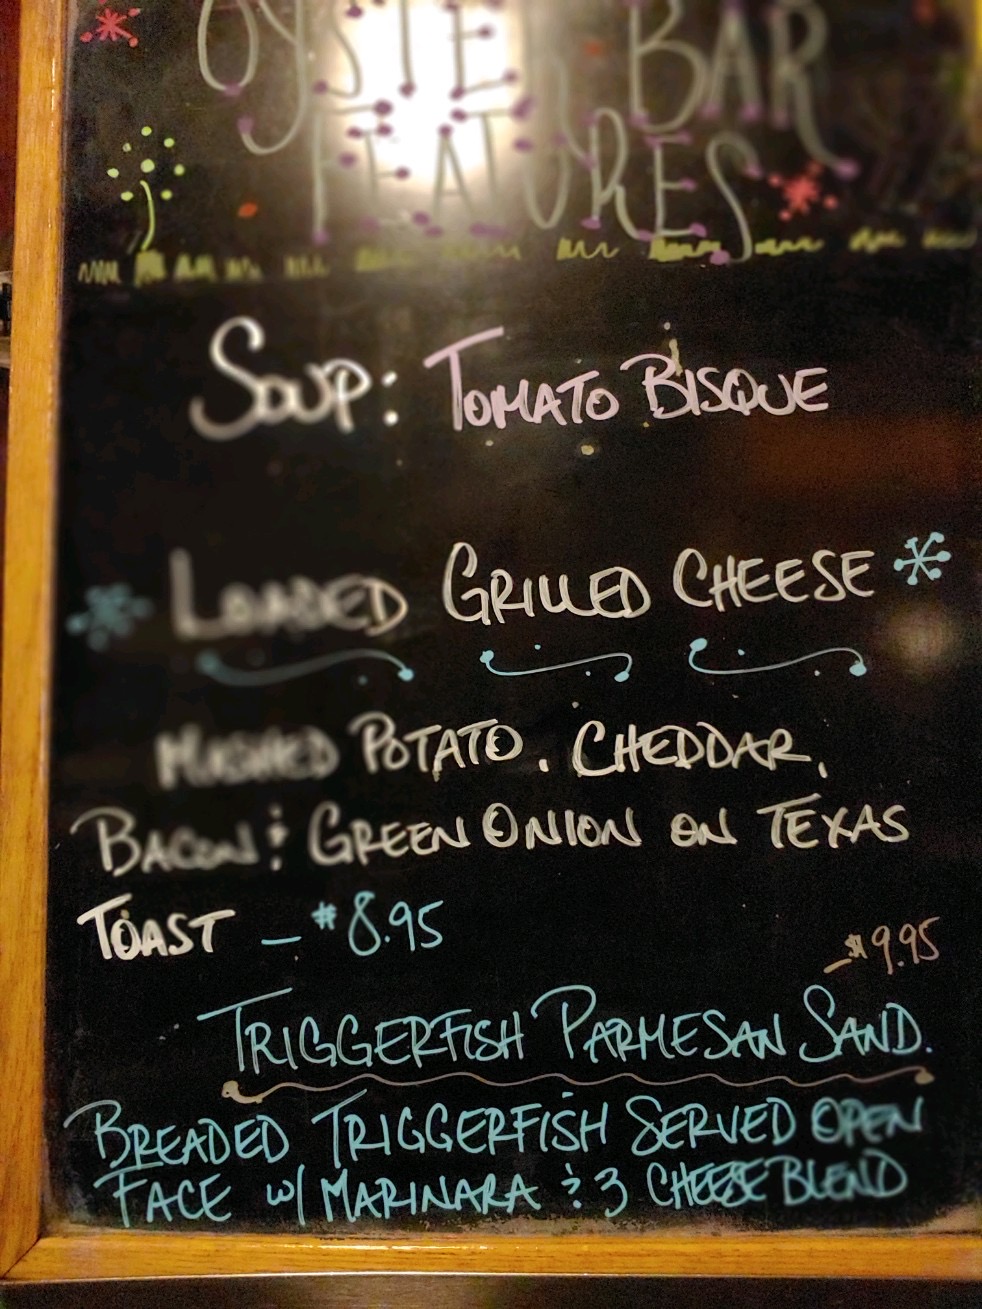 OYSTER BAR
FEATURES
SOUP: TOMATO BISQUE
LOADED GRILLED CHEESE
MASHED POTATO, CHEDDAR,
BACON & GREEN ONION ON TEXAS
TOAST — $8.95
— $9.95
TRIGGERFISH PARMESAN SAND.
BREADED TRIGGERFISH SERVED OPEN
FACE W/ MARINARA & 3 CHEESE BLEND